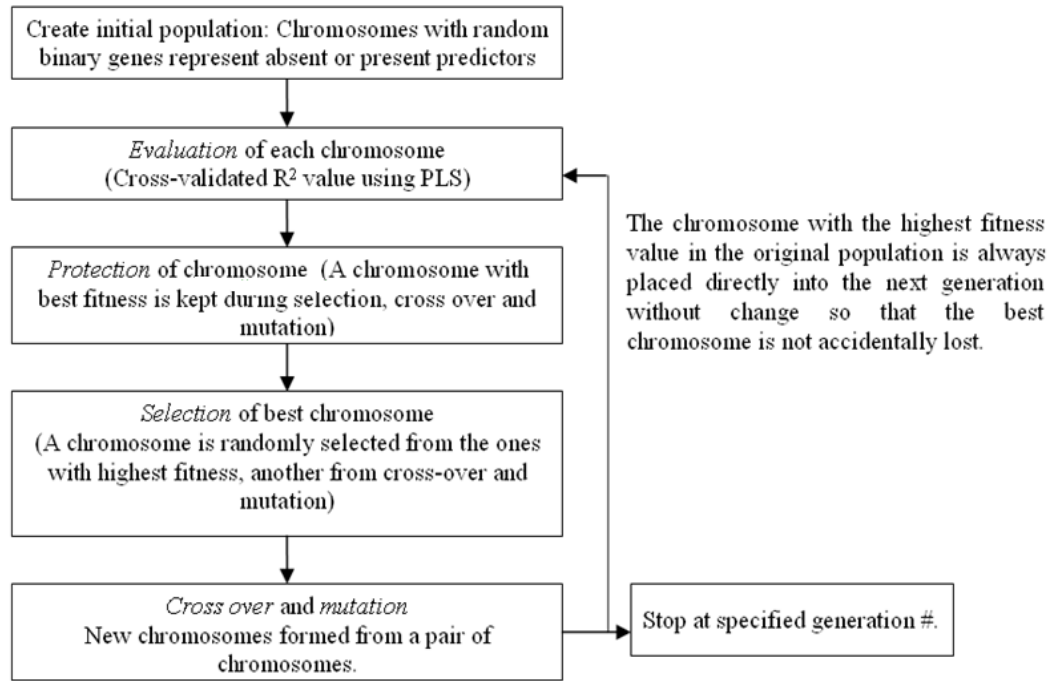 Create initial population: Chromosomes with random
binary genes represent absent or present predictors
Evaluation of each chromosome
(Cross-validated R² value using PLS)
Protection of chromosome (A chromosome with
best fitness is kept during selection, cross over and
mutation)
Selection of best chromosome
(A chromosome is randomly selected from the ones
with highest fitness, another from cross-over and
mutation)
Cross over and mutation
New chromosomes formed from a pair of
chromosomes.
The chromosome with the highest fitness
value in the original population is always
placed directly into the next generation
without change so that the best
chromosome is not accidentally lost.
Stop at specified generation #.